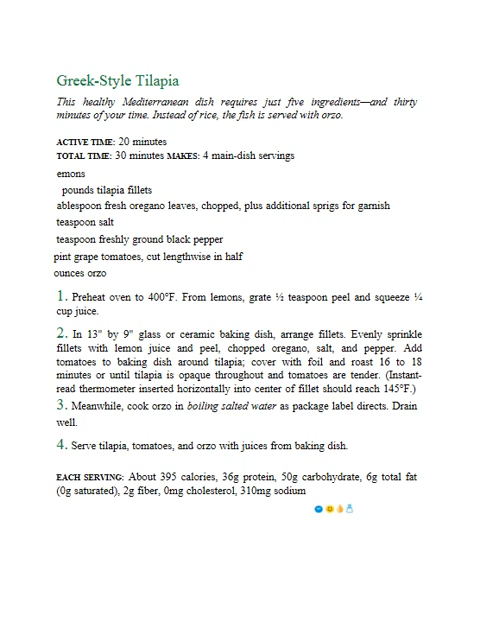 Greek-Style Tilapia
This healthy Mediterranean dish requires just five ingredients—and thirty
minutes of your time. Instead of rice, the fish is served with orzo.
ACTIVE TIME: 20 minutes
TOTAL TIME: 30 minutes MAKES: 4 main-dish servings
emons
pounds tilapia fillets
ablespoon fresh oregano leaves, chopped, plus additional sprigs for garnish
teaspoon salt
teaspoon freshly ground black pepper
pint grape tomatoes, cut lengthwise in half
ounces orzo
1. Preheat oven to 400°F. From lemons, grate ½ teaspoon peel and squeeze ¼
cup juice.
2. In 13" by 9" glass or ceramic baking dish, arrange fillets. Evenly sprinkle
fillets with lemon juice and peel, chopped oregano, salt, and pepper. Add
tomatoes to baking dish around tilapia; cover with foil and roast 16 to 18
minutes or until tilapia is opaque throughout and tomatoes are tender. (Instant-
read thermometer inserted horizontally into center of fillet should reach 145°F.)
3. Meanwhile, cook orzo in boiling salted water as package label directs. Drain
well.
4. Serve tilapia, tomatoes, and orzo with juices from baking dish.
EACH SERVING: About 395 calories, 36g protein, 50g carbohydrate, 6g total fat
(0g saturated), 2g fiber, 0mg cholesterol, 310mg sodium